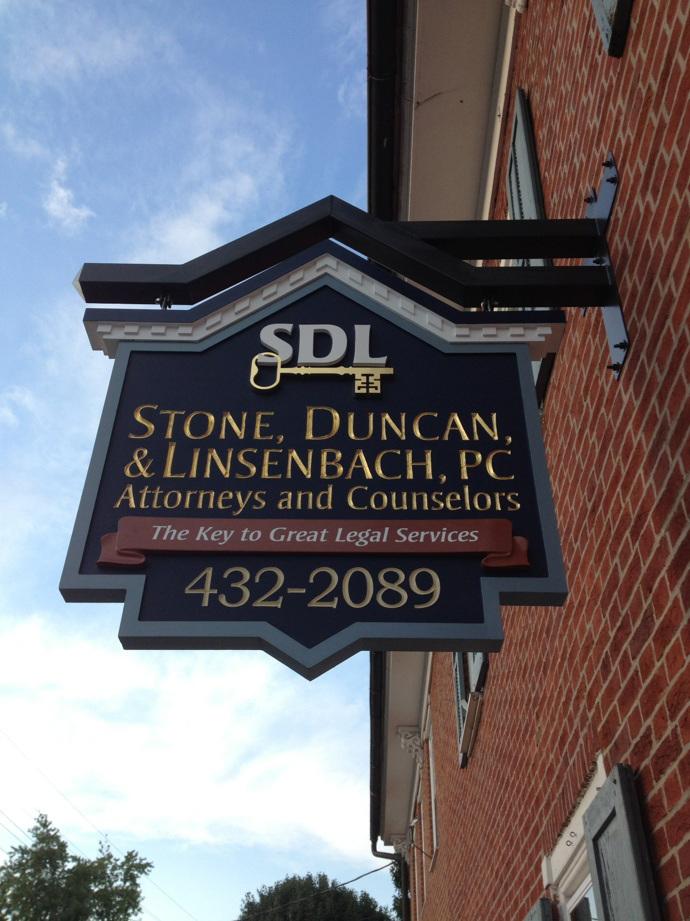 SDL
STONE, DUNCAN,
& LINSENBACH, PC
Attorneys and Counselors
The Key to Great Legal Services
432-2089